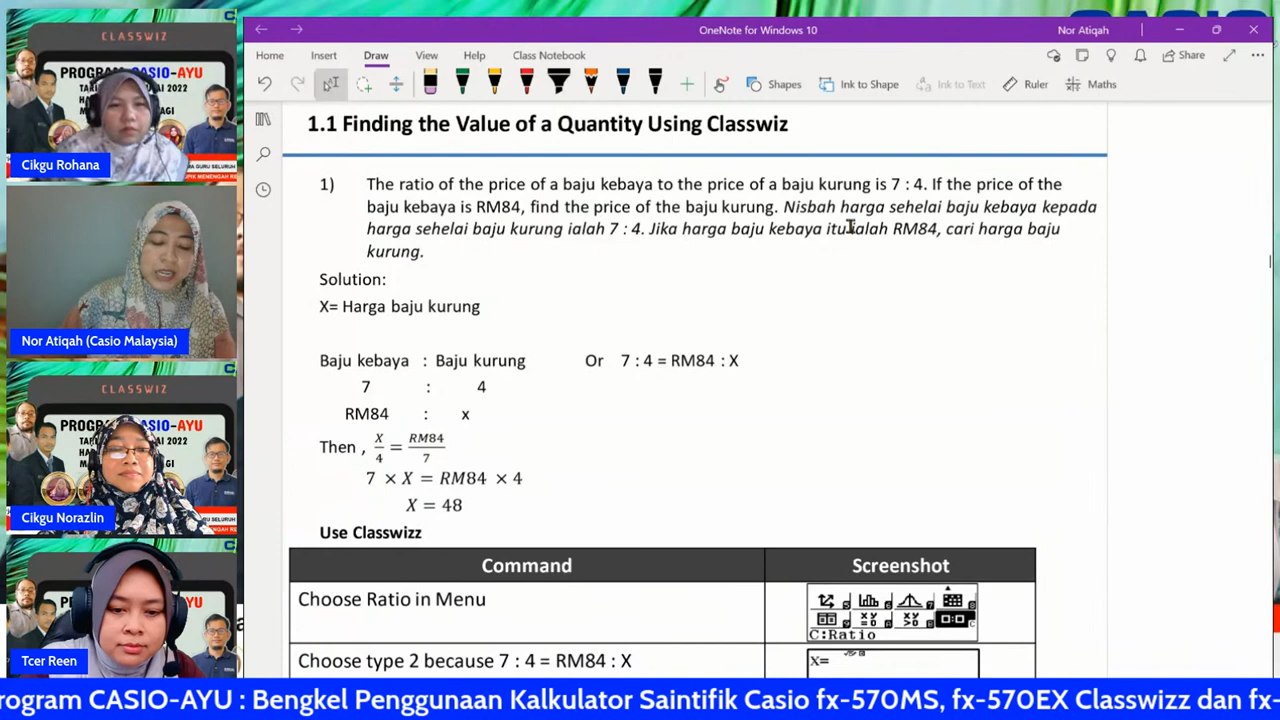 CLASSWIZ
PROGRAM CASIO-AYU
Cikgu Rohana
Nor Atiqah (Casio Malaysia)
CLASSWIZ
Cikgu Norazlin
Tcer Reen
OneNote for Windows 10
Nor Atiqah
Home Insert Draw View Help Class Notebook
Share
Shapes Ink to Shape Ink to Text Ruler Maths
1.1 Finding the Value of a Quantity Using Classwiz
1) The ratio of the price of a baju kebaya to the price of a baju kurung is 7 : 4. If the price of the
baju kebaya is RM84, find the price of the baju kurung. Nisbah harga sehelai baju kebaya kepada
harga sehelai baju kurung ialah 7 : 4. Jika harga baju kebaya itu ialah RM84, cari harga baju
kurung.
Solution:
X= Harga baju kurung
Baju kebaya : Baju kurung Or 7 : 4 = RM84 : X
7 : 4
RM84 : x
Then , X/4 = RM84/7
7 × X = RM84 × 4
X = 48
Use Classwizz
Command Screenshot
Choose Ratio in Menu
C:Ratio
Choose type 2 because 7 : 4 = RM84 : X
X=
rogram CASIO-AYU : Bengkel Penggunaan Kalkulator Saintifik Casio fx-570MS, fx-570EX Classwizz dan fx-